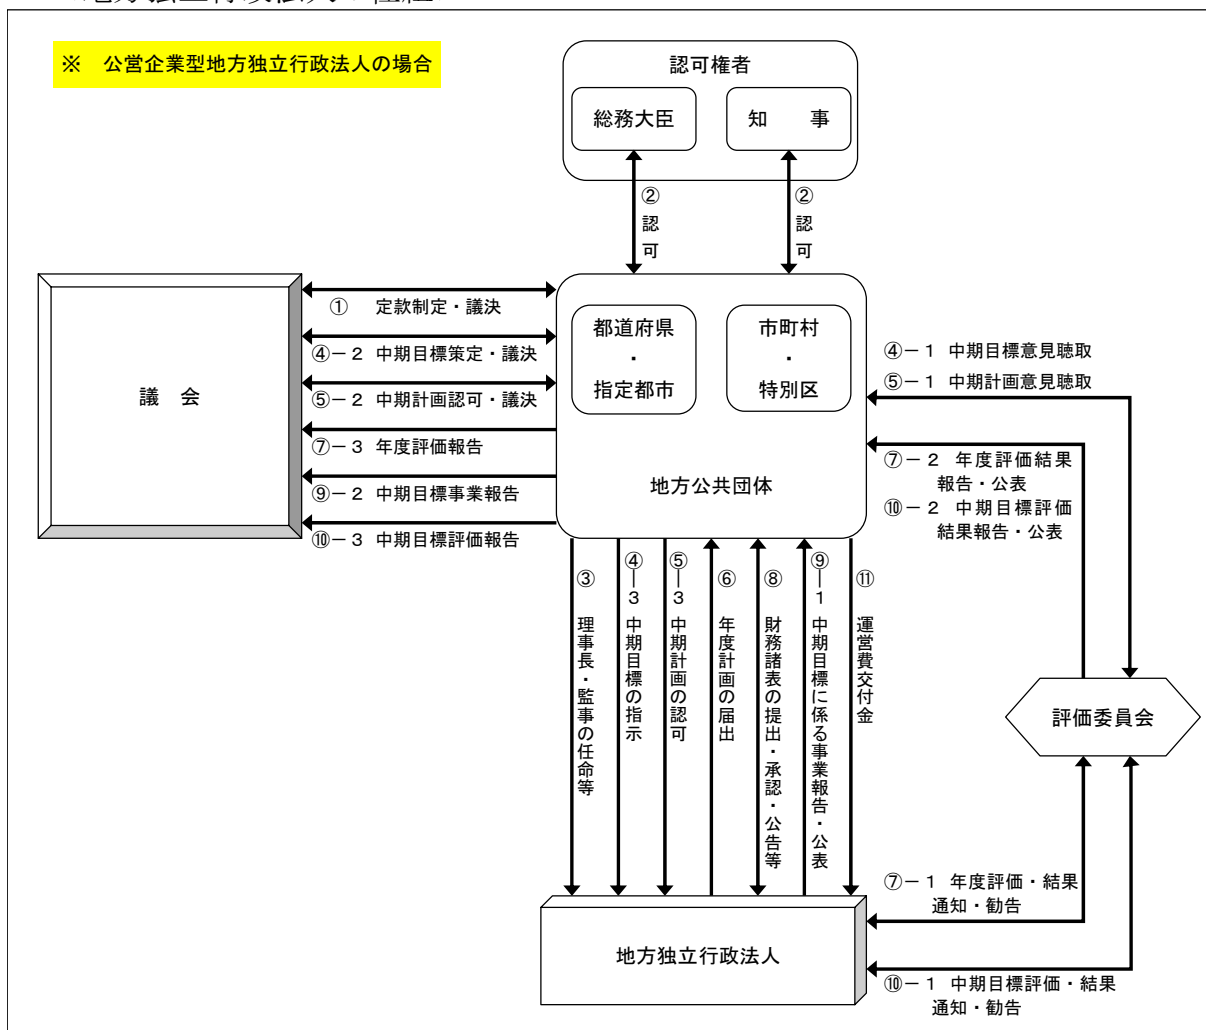 ※　公営企業型地方独立行政法人の場合
認可権者
総務大臣
知　事
②認可
②認可
議　会
①　定款制定・議決
④－２ 中期目標策定・議決
⑤－２ 中期計画認可・議決
⑦－３ 年度評価報告
⑨－２ 中期目標事業報告
⑩－３ 中期目標評価報告
都道府県
・
指定都市
市町村
・
特別区
地方公共団体
④－１ 中期目標意見聴取
⑤－１ 中期計画意見聴取
⑦－２ 年度評価結果
報告・公表
⑩－２ 中期目標評価
結果報告・公表
③ 理事長・監事の任命等
④－３ 中期目標の指示
⑤－３ 中期計画の認可
⑥ 年度計画の届出
⑧ 財務諸表の提出・承認・公告等
⑨－１ 中期目標に係る事業報告・公表
⑪ 運営費交付金
評価委員会
⑦－１ 年度評価・結果
通知・勧告
地方独立行政法人
⑩－１ 中期目標評価・結果
通知・勧告